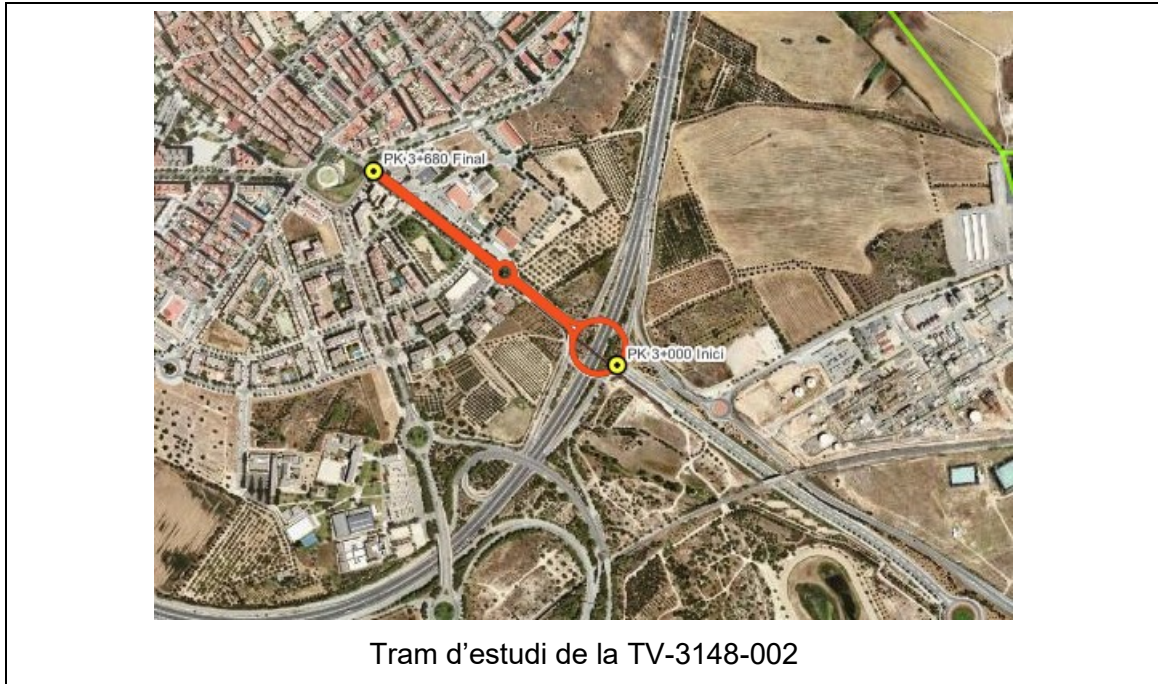 PK 3+680 Final
PK 3+000 Inici
Tram d’estudi de la TV-3148-002